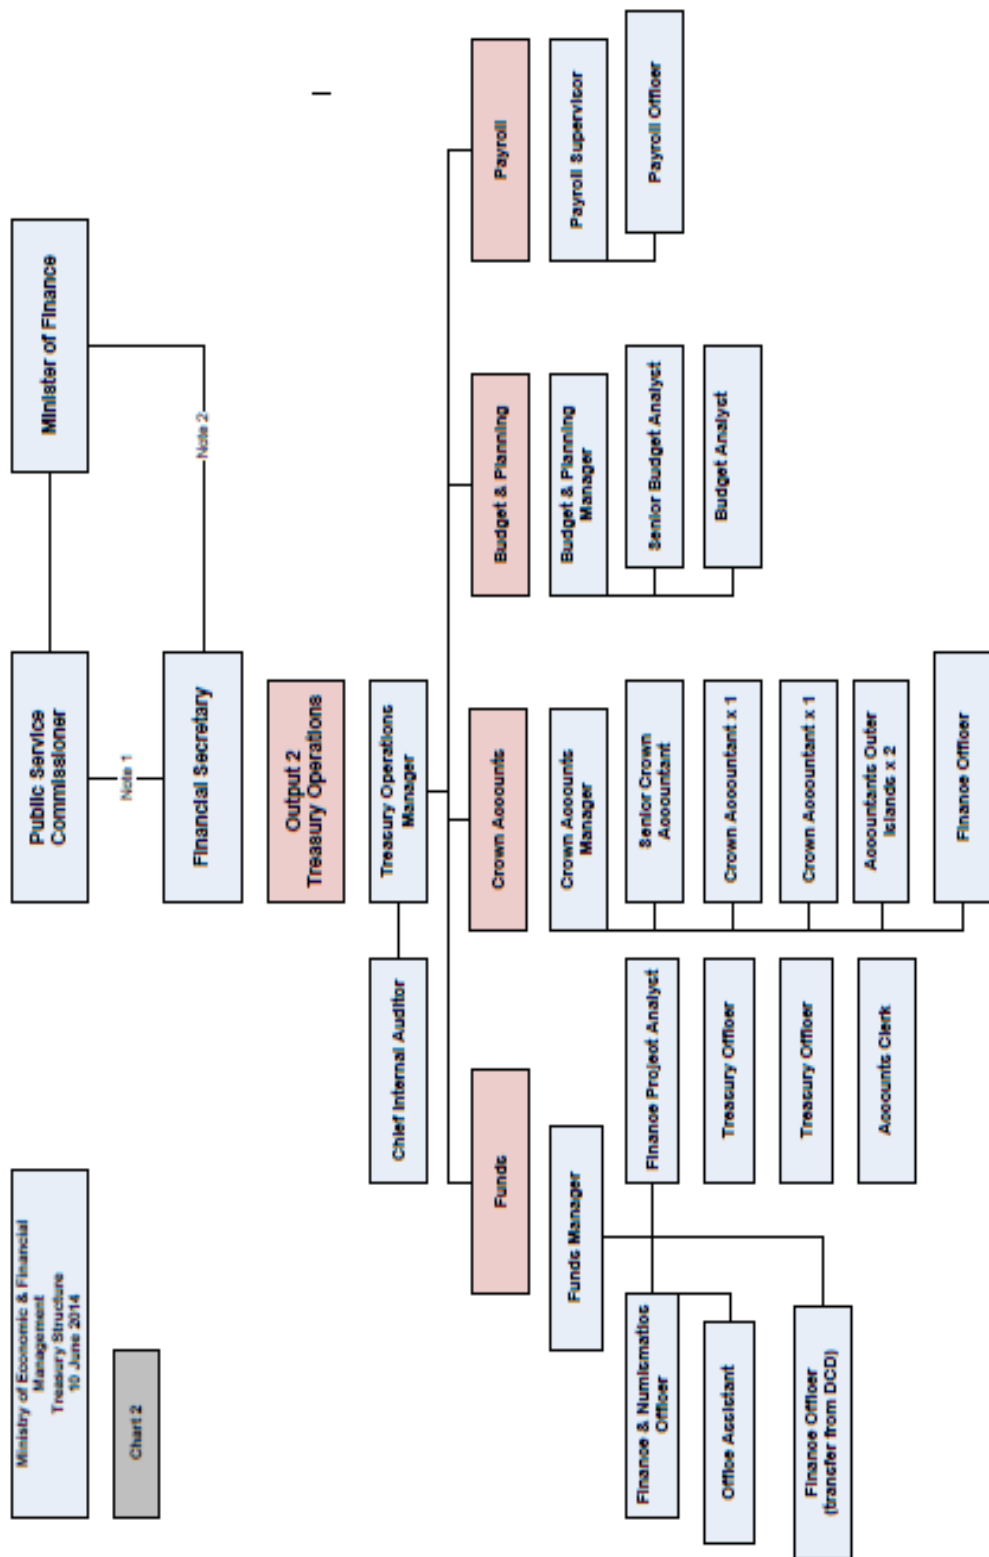 Ministry of Economic & Financial
Management
Treasury Structure
10 June 2014
Chart 2
Public Service
Commissioner
Minister of Finance
Note 1
Note 2
Financial Secretary
Output 2
Treasury Operations
Chief Internal Auditor
Treasury Operations
Manager
Funds
Crown Accounts
Budget & Planning
Payroll
Funds Manager
Crown Accounts
Manager
Budget & Planning
Manager
Payroll Supervisor
Finance & Numismatics
Officer
Finance Project Analyst
Senior Crown
Accountant
Senior Budget Analyst
Payroll Officer
Office Assistant
Treasury Officer
Crown Accountant x 1
Budget Analyst
Finance Officer
(transfer from DCD)
Treasury Officer
Crown Accountant x 1
Accounts Clerk
Accountants Outer
Islands x 2
Finance Officer